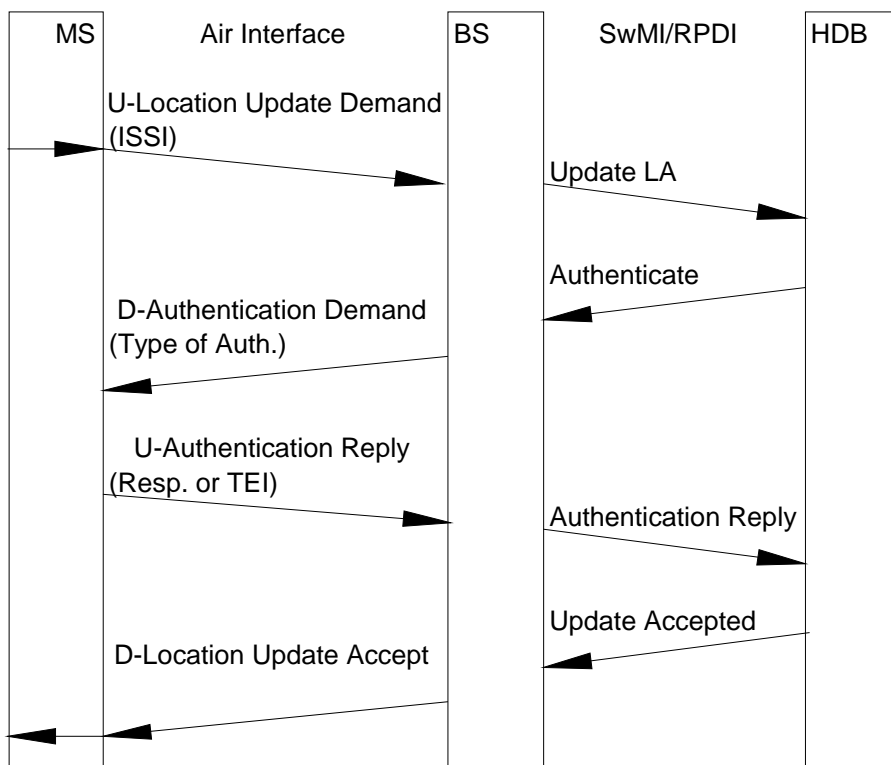 MS Air Interface BS SwMI/RPDI HDB
U-Location Update Demand
(ISSI)
Update LA
Authenticate
D-Authentication Demand
(Type of Auth.)
U-Authentication Reply
(Resp. or TEI)
Authentication Reply
Update Accepted
D-Location Update Accept